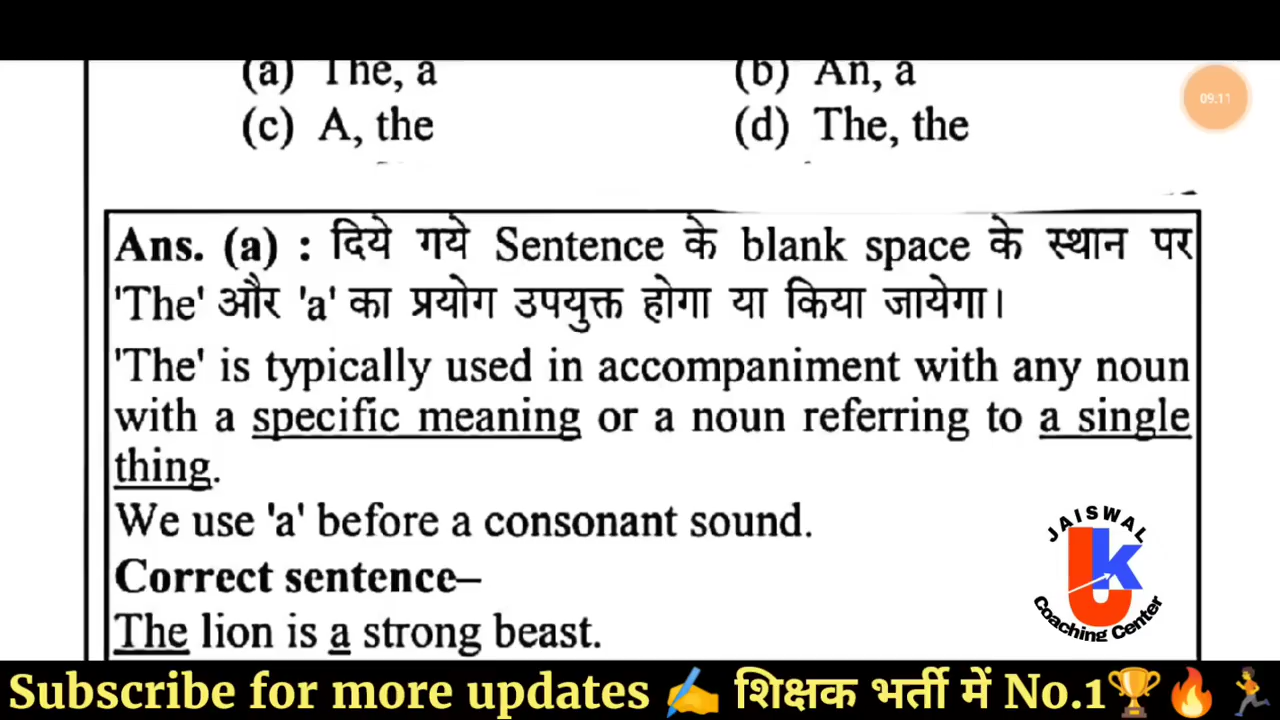 (a) The, a (b) An, a
09:11
(c) A, the (d) The, the
Ans. (a) : दिये गये Sentence के blank space के स्थान पर
'The' और 'a' का प्रयोग उपयुक्त होगा या किया जायेगा।
'The' is typically used in accompaniment with any noun
with a specific meaning or a noun referring to a single
thing.
We use 'a' before a consonant sound.
Correct sentence–
The lion is a strong beast.
JAISWAL
UK
Coaching Center
Subscribe for more updates ✍️ शिक्षक भर्ती में No.1🏆🔥🏃